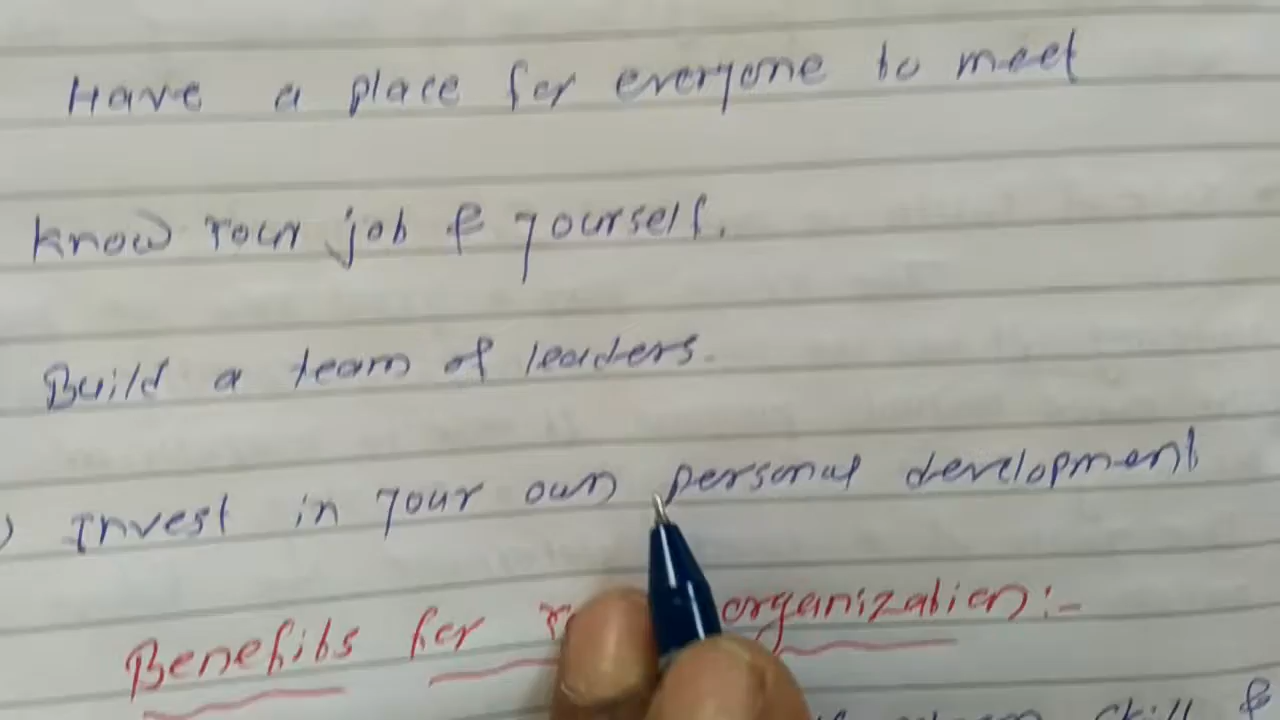 Have a place for everyone to meet
Know Your job & yourself.
Build a team of leaders.
) Invest in your own personal development
Benefits for organization:-
skill &